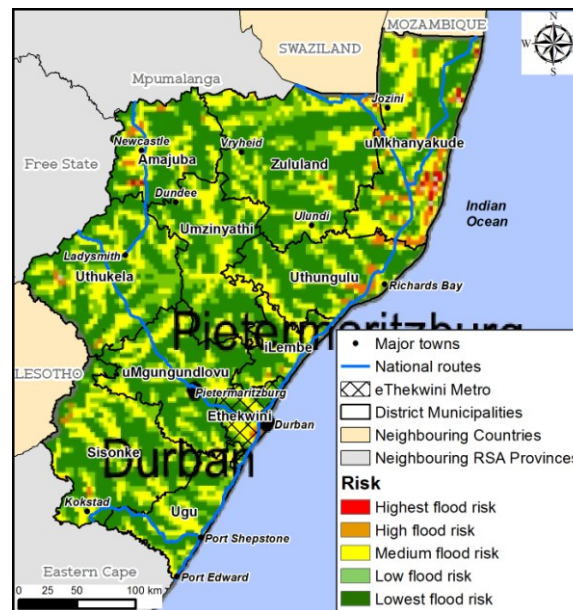 MOZAMBIQUE
SWAZILAND
N
W
E
S
Mpumalanga
Jozini
Newcastle
Vryheid
uMkhanyakude
Amajuba
Free State
Zululand
Dundee
Indian
Ocean
Umzinyathi
Ulundi
Ladysmith
Uthukela
Uthungulu
Richards Bay
Pietermaritzburg
iLembe
LESOTHO
uMgungundlovu
Pietermaritzburg
Ethekwini
Durban
Sisonke
Durban
Kokstad
Ugu
Port Shepstone
Eastern Cape
Port Edward
0 50 100 km
Major towns
National routes
eThekwini Metro
District Municipalities
Neighbouring Countries
Neighbouring RSA Provinces
Risk
Highest flood risk
High flood risk
Medium flood risk
Low flood risk
Lowest flood risk